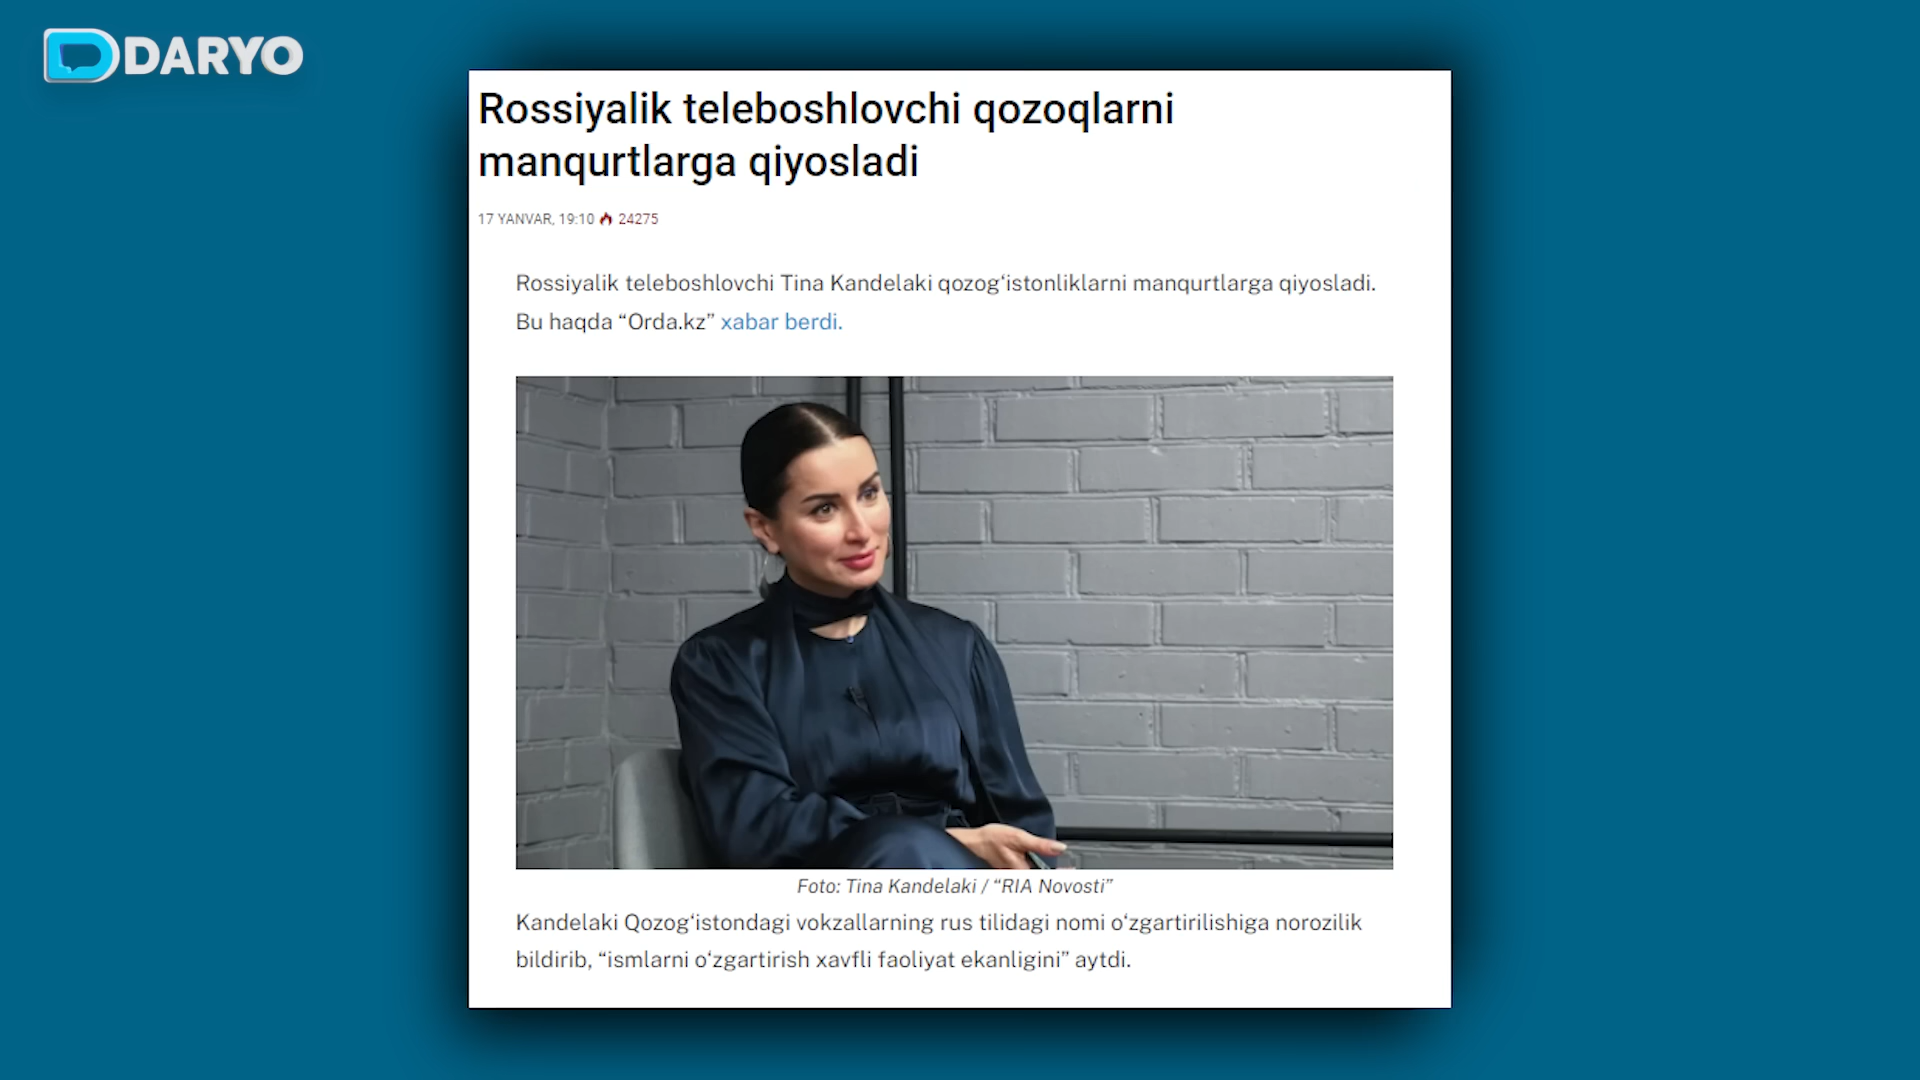 DARYO
Rossiyalik teleboshlovchi qozoqlarni
manqurtlarga qiyosladi
17 YANVAR, 19:10 24275
Rossiyalik teleboshlovchi Tina Kandelaki qozog‘istonliklarni manqurtlarga qiyosladi.
Bu haqda “Orda.kz” xabar berdi.
Foto: Tina Kandelaki / “RIA Novosti”
Kandelaki Qozog‘istondagi vokzallarning rus tilidagi nomi o‘zgartirilishiga norozilik
bildirib, “ismlarni o‘zgartirish xavfli faoliyat ekanligini” aytdi.